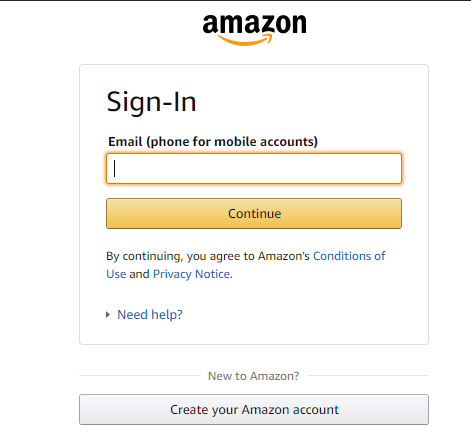 amazon
Sign-In
Email (phone for mobile accounts)
Continue
By continuing, you agree to Amazon's Conditions of
Use and Privacy Notice.
Need help?
New to Amazon?
Create your Amazon account